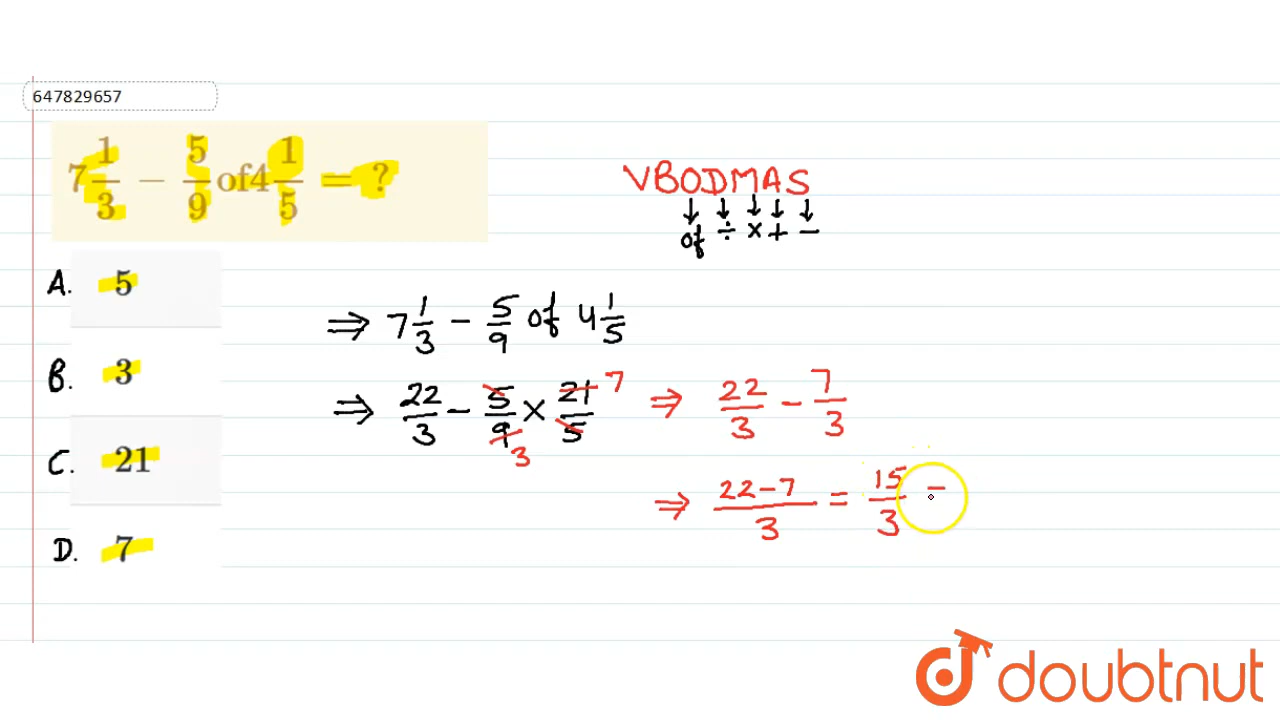 647829657
7 1/3 − 5/9 of 4 1/5 = ?
VBODMAS
↓ ↓ ↓ ↓ ↓
of ÷ × + −
A. 5
⇒ 7 1/3 − 5/9 of 4 1/5
B. 3
⇒ 22/3 − 5/9 × 21/5 7 3
⇒ 22/3 − 7/3
C. 21
⇒ 22−7/3 = 15/3 −
D. 7
doubtnut